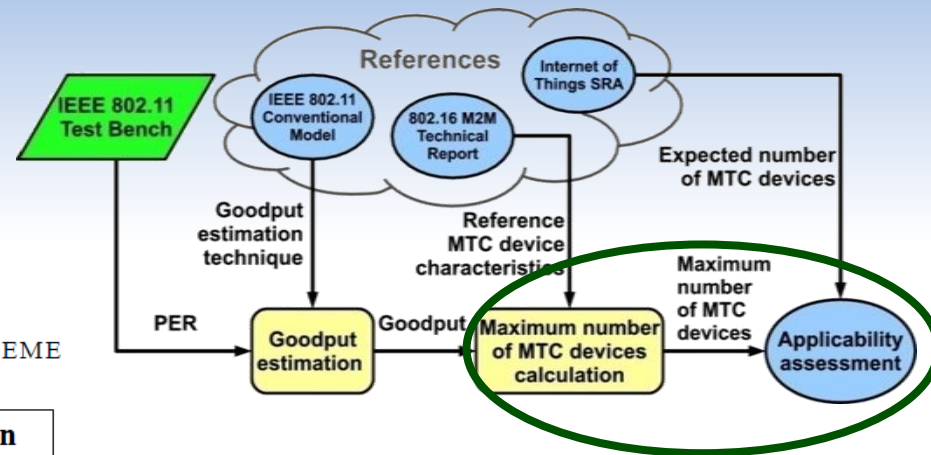 References
IEEE 802.11
Test Bench
IEEE 802.11
Conventional
Model
802.16 M2M
Technical
Report
Internet of
Things SRA
Expected number
of MTC devices
Goodput
estimation
technique
Reference
MTC device
characteristics
Maximum
number
of MTC
devices
PER
Goodput
estimation
Goodput
Maximum number
of MTC devices
calculation
Applicability
assessment
EME
n